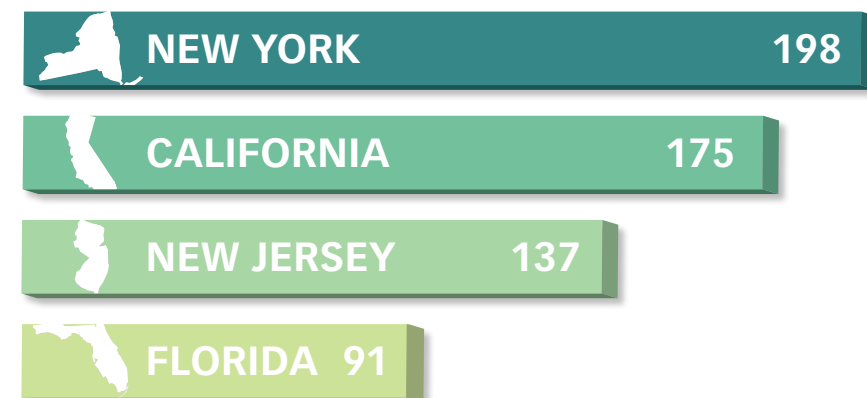 NEW YORK 198
CALIFORNIA 175
NEW JERSEY 137
FLORIDA 91